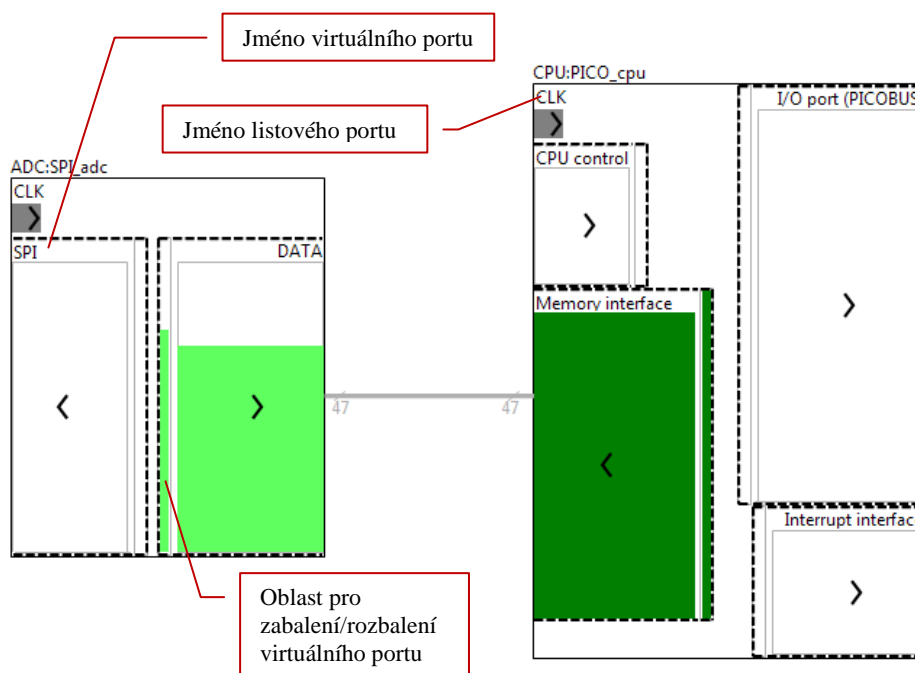 Jméno virtuálního portu
CPU:PICO_cpu
CLK
I/O port (PICOBUS
Jméno listového portu
CPU control
ADC:SPI_adc
CLK
SPI
DATA
Memory interface
47
47
Interrupt interfac
Oblast pro
zabalení/rozbalení
virtuálního portu